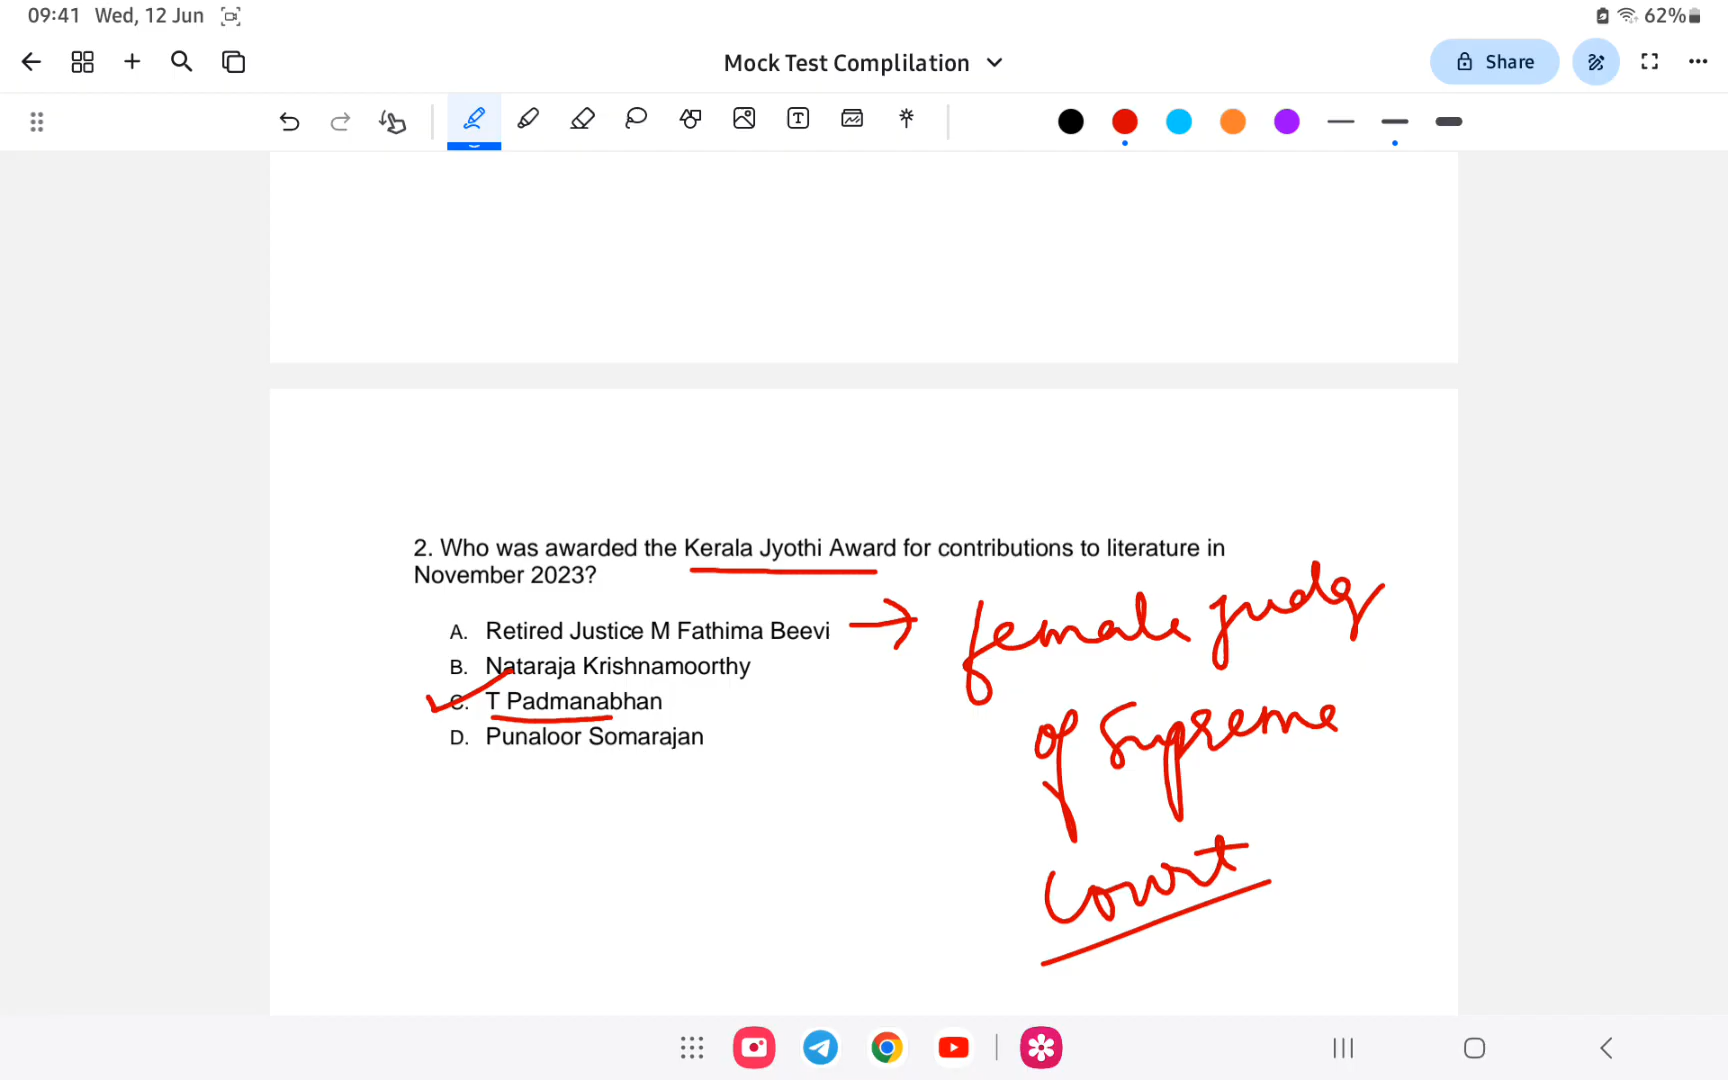 09:41 Wed, 12 Jun
62%
Mock Test Complilation
Share
2. Who was awarded the Kerala Jyothi Award for contributions to literature in
November 2023?
A. Retired Justice M Fathima Beevi
B. Nataraja Krishnamoorthy
C. T Padmanabhan
D. Punaloor Somarajan
female judg
of Supreme
Court